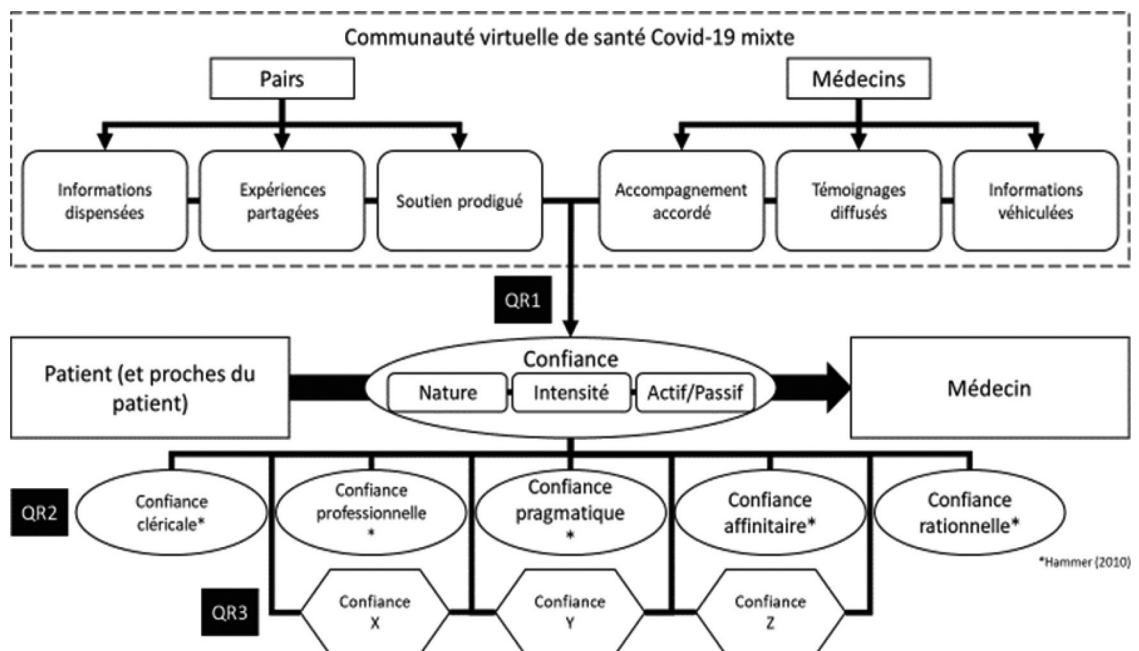 Communauté virtuelle de santé Covid-19 mixte
Pairs
Médecins
Informations
dispensées
Expériences
partagées
Soutien prodigué
Accompagnement
accordé
Témoignages
diffusés
Informations
véhiculées
QR1
Patient (et proches du
patient)
Confiance
Nature
Intensité
Actif/Passif
Médecin
QR2
Confiance
cléricale*
Confiance
professionnelle
*
Confiance
pragmatique
*
Confiance
affinitaire*
Confiance
rationnelle*
*Hammer (2010)
QR3
Confiance
X
Confiance
Y
Confiance
Z